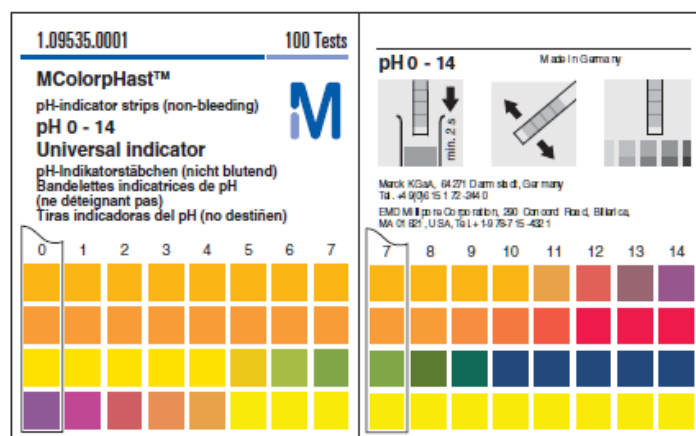 1.09535.0001 100 Tests
MColorpHast™
pH-indicator strips (non-bleeding)
pH 0 - 14
Universal indicator
pH-Indikatorstäbchen (nicht blutend)
Bandelettes indicatrices de pH
(ne déteignant pas)
Tiras indicadoras del pH (no destiñen)
M
0 1 2 3 4 5 6 7
pH 0 - 14 Made in Germany
min. 2 s
Merck KGaA, 64271 Darmstadt, Germany
Tel. +49(0)6151 72-2440
EMD Millipore Corporation, 290 Concord Road, Billerica,
MA 01821, USA, Tel. +1-978-715-4321
7 8 9 10 11 12 13 14